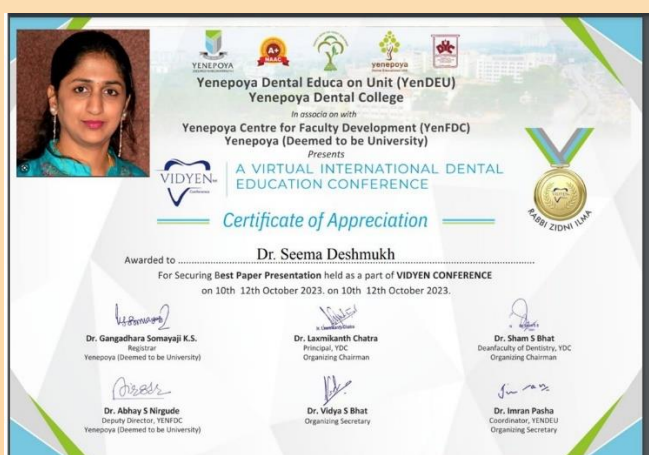 YENEPOYA
A+
NAAC
yenepoya
Yenepoya Dental Educa on Unit (YenDEU)
Yenepoya Dental College
In associa on with
Yenepoya Centre for Faculty Development (YenFDC)
Yenepoya (Deemed to be University)
Presents
VIDYEN
Conference
A VIRTUAL INTERNATIONAL DENTAL
EDUCATION CONFERENCE
VIDYEN
RABBI ZIDNI ILMA
Certificate of Appreciation
Awarded to Dr. Seema Deshmukh
For Securing Best Paper Presentation held as a part of VIDYEN CONFERENCE
on 10th 12th October 2023. on 10th 12th October 2023.
Dr. Gangadhara Somayaji K.S.
Registrar
Yenepoya (Deemed to be University)
Dr. Laxmikanth Chatra
Principal, YDC
Organizing Chairman
Dr. Sham S Bhat
Deanfaculty of Dentistry, YDC
Organizing Chairman
Dr. Abhay S Nirgude
Deputy Director, YENFDC
Yenepoya (Deemed to be University)
Dr. Vidya S Bhat
Organizing Secretary
Dr. Imran Pasha
Coordinator, YENDEU
Organizing Secretary